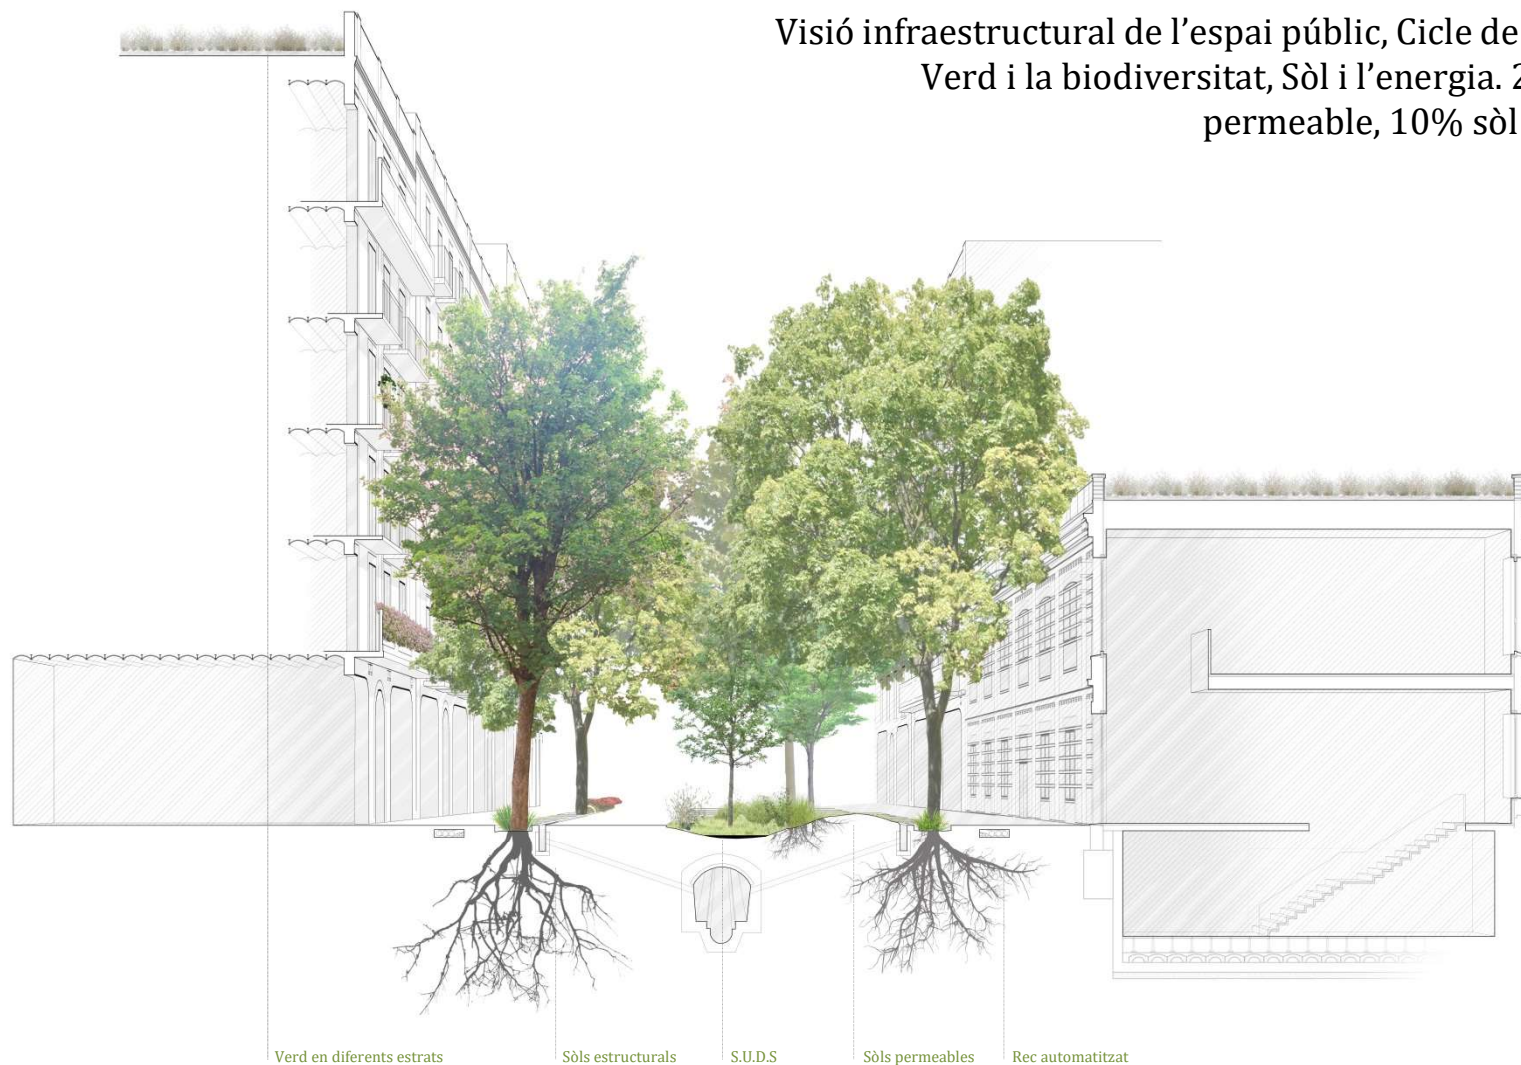 Visió infraestructural de l’espai públic, Cicle de
Verd i la biodiversitat, Sòl i l’energia.
permeable, 10% sòl
Verd en diferents estrats
Sòls estructurals
S.U.D.S
Sòls permeables
Rec automatitzat